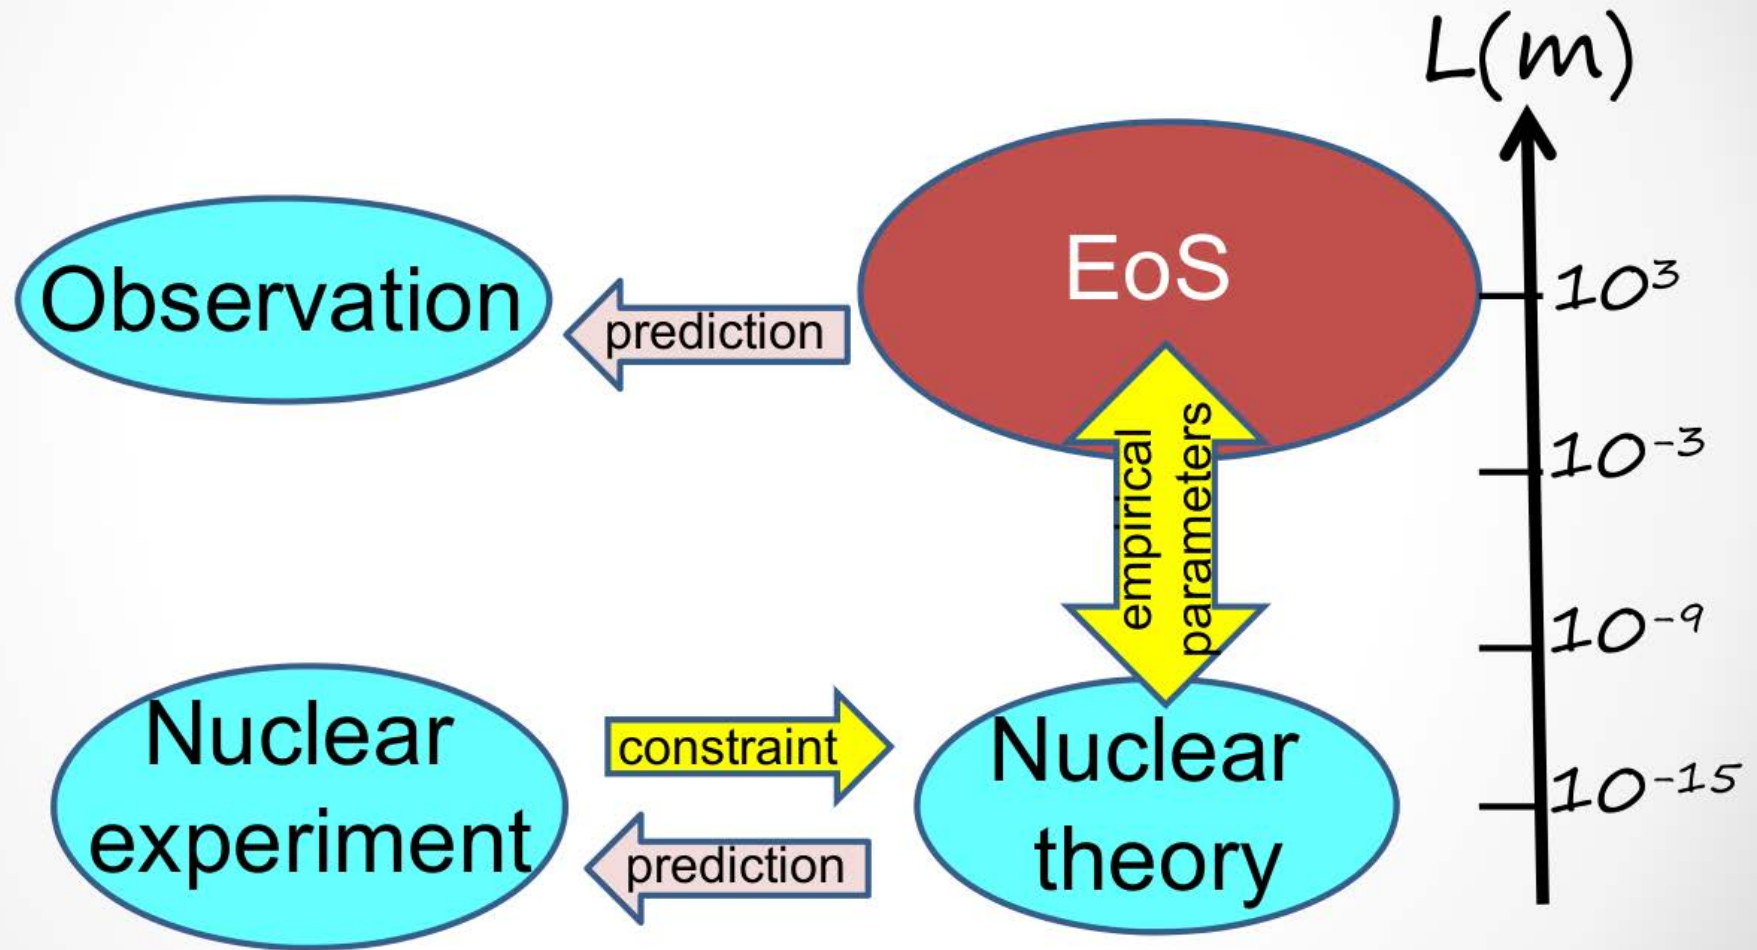 L(m)
EoS
Observation
prediction
10³
empirical
parameters
10⁻³
10⁻⁹
Nuclear
experiment
constraint
prediction
Nuclear
theory
10⁻¹⁵